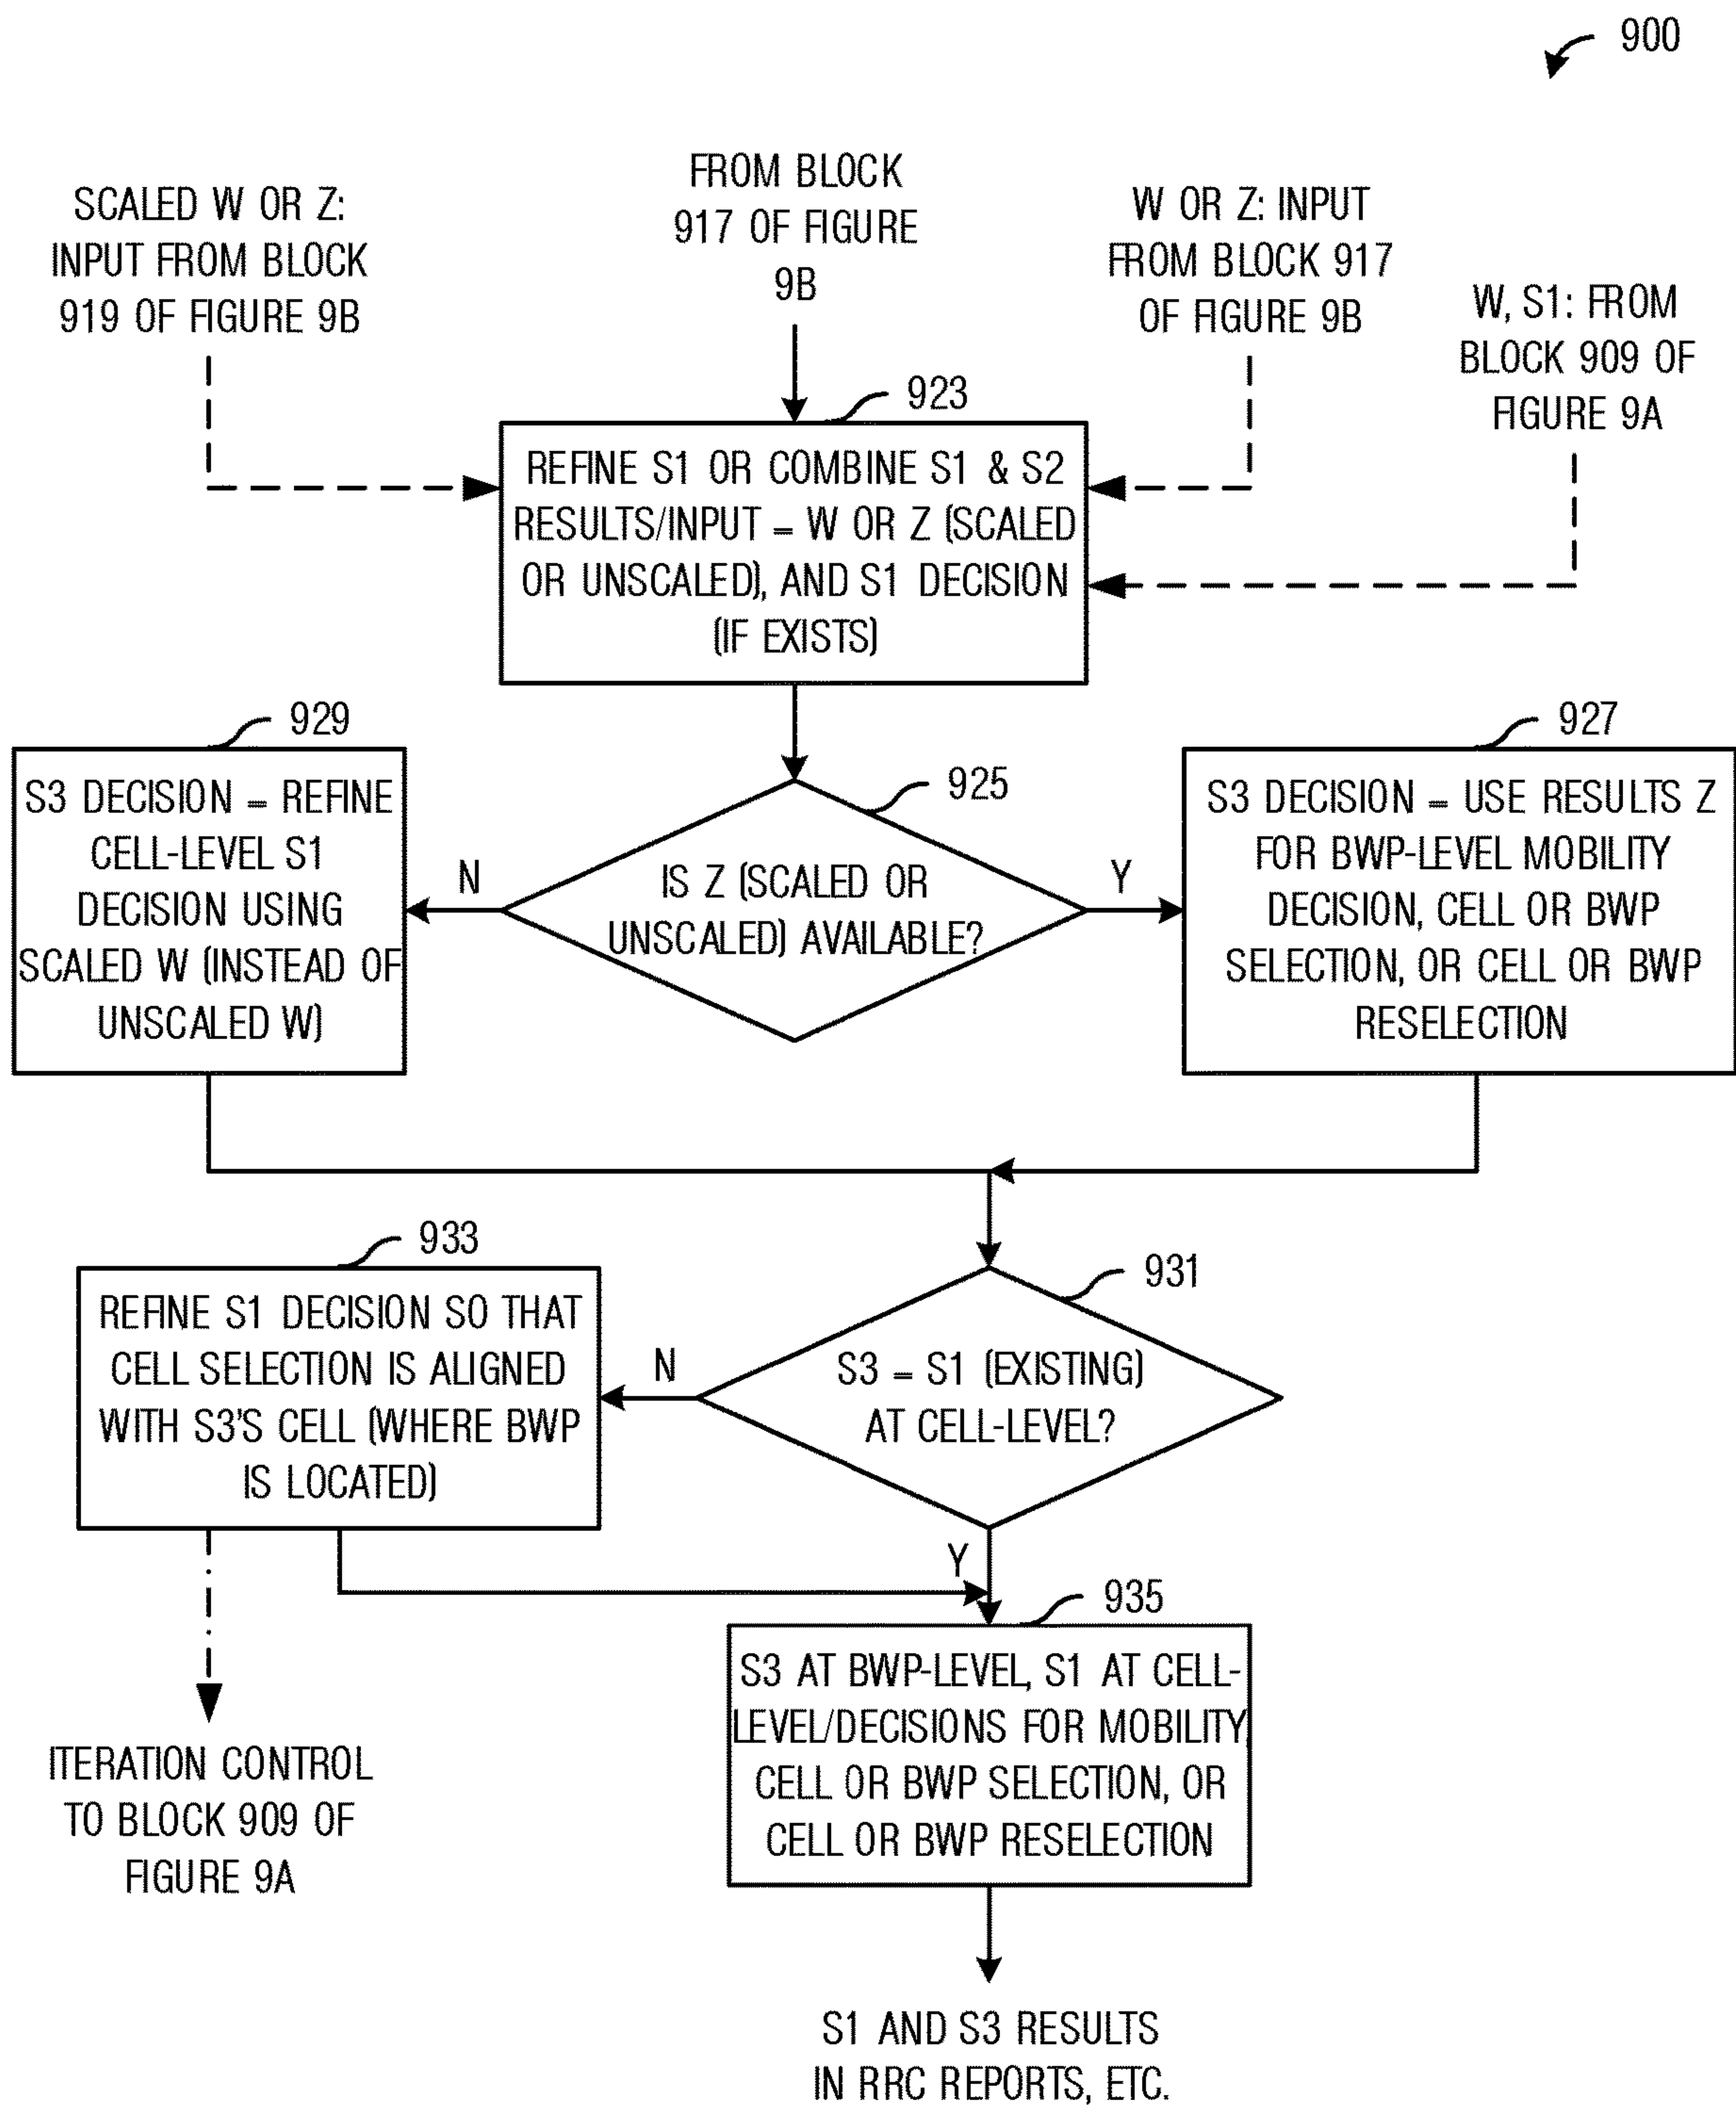 900
SCALED W OR Z:
INPUT FROM BLOCK
919 OF FIGURE 9B
FROM BLOCK
917 OF FIGURE
9B
W OR Z: INPUT
FROM BLOCK 917
OF FIGURE 9B
W, S1: FROM
BLOCK 909 OF
FIGURE 9A
923
REFINE S1 OR COMBINE S1 & S2
RESULTS/INPUT = W OR Z (SCALED
OR UNSCALED), AND S1 DECISION
(IF EXISTS)
929
S3 DECISION = REFINE
CELL-LEVEL S1
DECISION USING
SCALED W (INSTEAD OF
UNSCALED W)
925
N
IS Z (SCALED OR
UNSCALED) AVAILABLE?
Y
927
S3 DECISION = USE RESULTS Z
FOR BWP-LEVEL MOBILITY
DECISION, CELL OR BWP
SELECTION, OR CELL OR BWP
RESELECTION
933
REFINE S1 DECISION SO THAT
CELL SELECTION IS ALIGNED
WITH S3'S CELL (WHERE BWP
IS LOCATED)
N
931
S3 = S1 (EXISTING)
AT CELL-LEVEL?
Y
935
S3 AT BWP-LEVEL, S1 AT CELL-
LEVEL/DECISIONS FOR MOBILITY,
CELL OR BWP SELECTION, OR
CELL OR BWP RESELECTION
ITERATION CONTROL
TO BLOCK 909 OF
FIGURE 9A
S1 AND S3 RESULTS
IN RRC REPORTS, ETC.